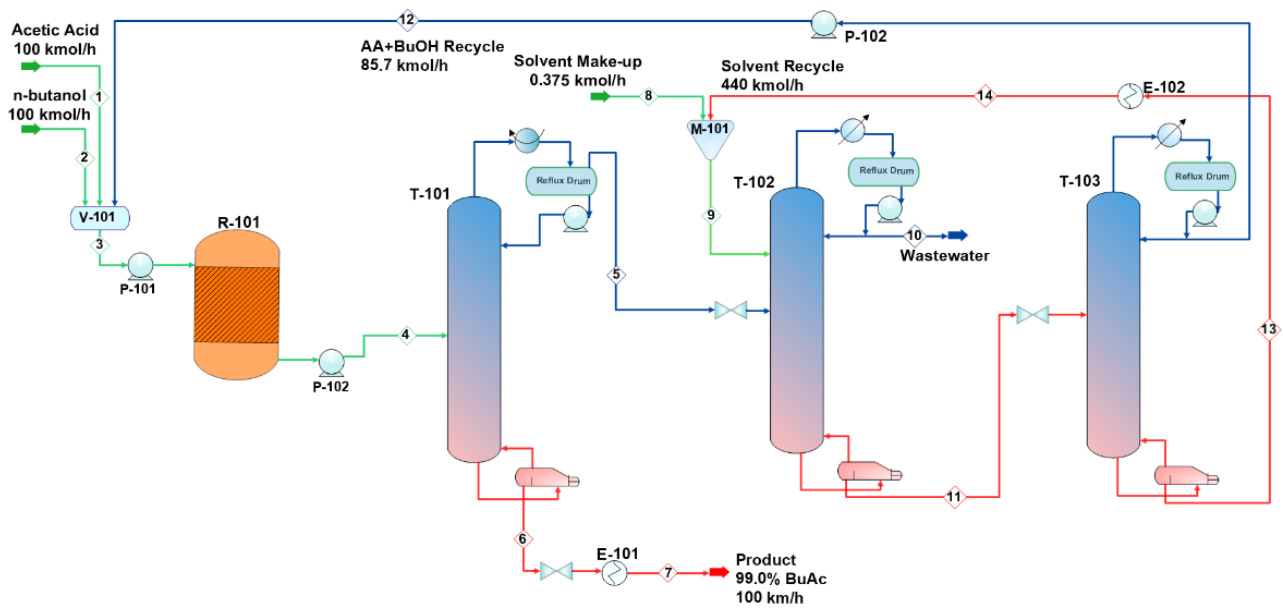 12
Acetic Acid
100 kmol/h
P-102
AA+BuOH Recycle
85.7 kmol/h
Solvent Make-up
0.375 kmol/h
Solvent Recycle
440 kmol/h
E-102
1
8
14
n-butanol
100 kmol/h
M-101
2
Reflux Drum
Reflux Drum
Reflux Drum
T-101
T-102
T-103
V-101
R-101
9
3
10
Wastewater
5
P-101
4
13
P-102
11
6
E-101
7
Product
99.0% BuAc
100 km/h